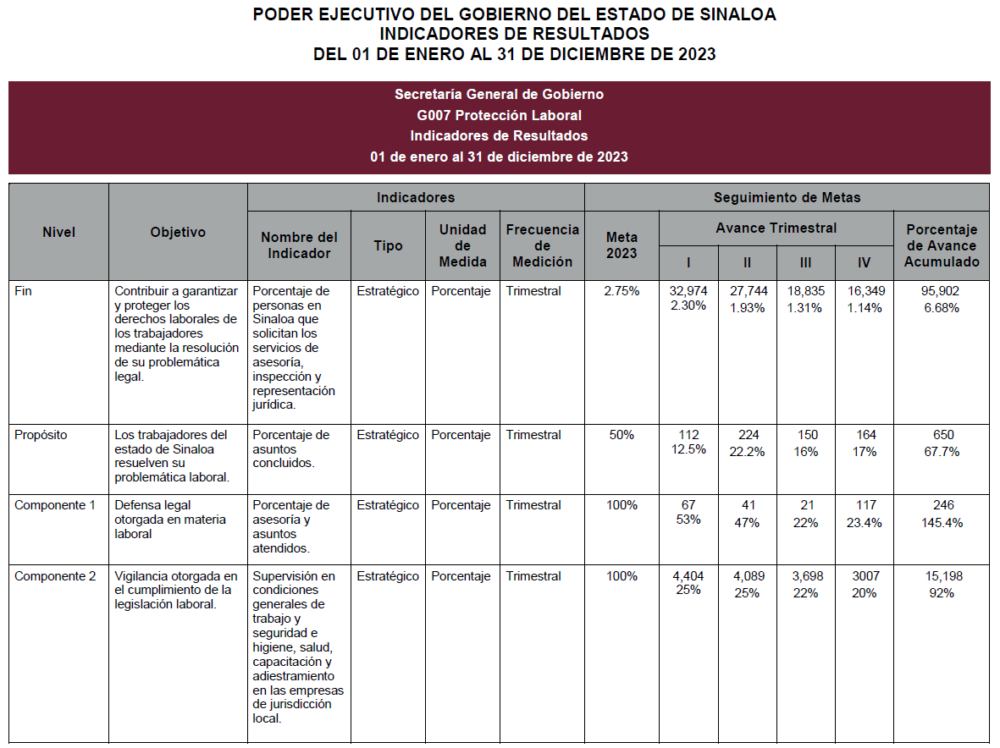 PODER EJECUTIVO DEL GOBIERNO DEL ESTADO DE SINALOA
INDICADORES DE RESULTADOS
DEL 01 DE ENERO AL 31 DE DICIEMBRE DE 2023
Secretaría General de Gobierno
G007 Protección Laboral
Indicadores de Resultados
01 de enero al 31 de diciembre de 2023
Nivel
Objetivo
Indicadores
Nombre del
Indicador
Tipo
Unidad
de
Medida
Frecuencia
de
Medición
Seguimiento de Metas
Meta
2023
Avance Trimestral
I
II
III
IV
Porcentaje
de Avance
Acumulado
Fin
Contribuir a garantizar
y proteger los
derechos laborales de
los trabajadores
mediante la resolución
de su problemática
legal.
Porcentaje de
personas en
Sinaloa que
solicitan los
servicios de
asesoría,
inspección y
representación
jurídica.
Estratégico
Porcentaje
Trimestral
2.75%
32,974
2.30%
27,744
1.93%
18,835
1.31%
16,349
1.14%
95,902
6.68%
Propósito
Los trabajadores del
estado de Sinaloa
resuelven su
problemática laboral.
Porcentaje de
asuntos
concluidos.
Estratégico
Porcentaje
Trimestral
50%
112
12.5%
224
22.2%
150
16%
164
17%
650
67.7%
Componente 1
Defensa legal
otorgada en materia
laboral
Porcentaje de
asesoría y
asuntos
atendidos.
Estratégico
Porcentaje
Trimestral
100%
67
53%
41
47%
21
22%
117
23.4%
246
145.4%
Componente 2
Vigilancia otorgada en
el cumplimiento de la
legislación laboral.
Supervisión en
condiciones
generales de
trabajo y
seguridad e
higiene, salud,
capacitación y
adiestramiento
en las empresas
de jurisdicción
local.
Estratégico
Porcentaje
Trimestral
100%
4,404
25%
4,089
25%
3,698
22%
3007
20%
15,198
92%